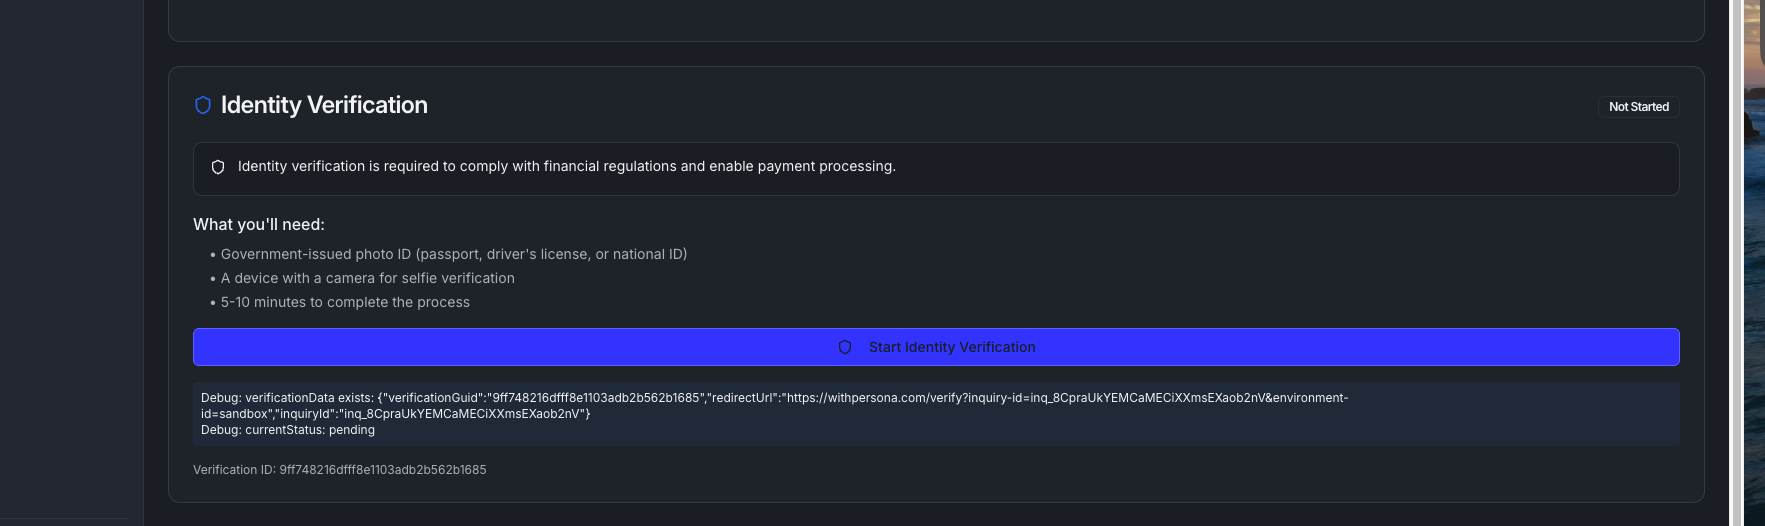 Identity Verification
Not Started
Identity verification is required to comply with financial regulations and enable payment processing.
What you'll need:
• Government-issued photo ID (passport, driver's license, or national ID)
• A device with a camera for selfie verification
• 5-10 minutes to complete the process
Start Identity Verification
Debug: verificationData exists: {"verificationGuid":"9ff748216dfff8e1103adb2b562b1685","redirectUrl":"https://withpersona.com/verify?inquiry-id=inq_8CpraUkYEMCaMECiXXmsEXaob2nV&environment-
id=sandbox","inquiryId":"inq_8CpraUkYEMCaMECiXXmsEXaob2nV"}
Debug: currentStatus: pending
Verification ID: 9ff748216dfff8e1103adb2b562b1685